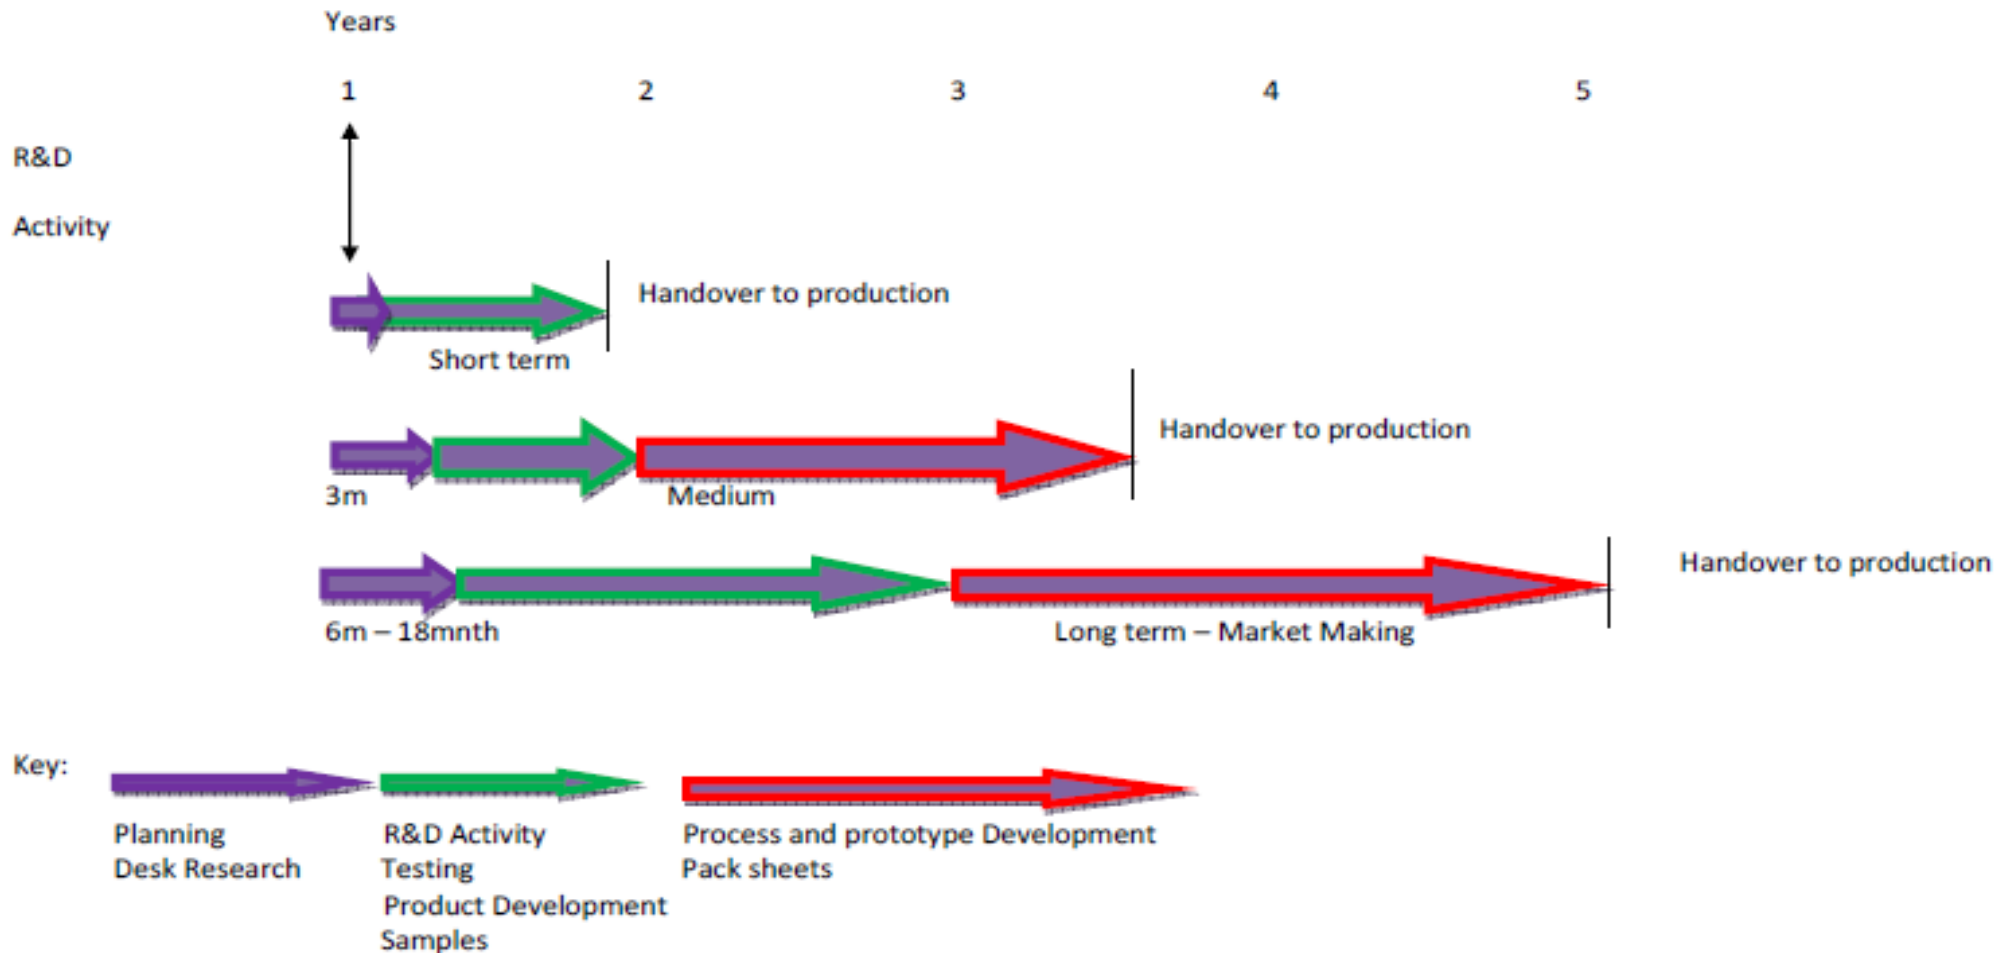 Years
1 2 3 4 5
R&D
Activity
Handover to production
Short term
Handover to production
3m Medium
Handover to production
6m – 18mnth Long term – Market Making
Key:
Planning R&D Activity Process and prototype Development
Desk Research Testing Pack sheets
Product Development
Samples